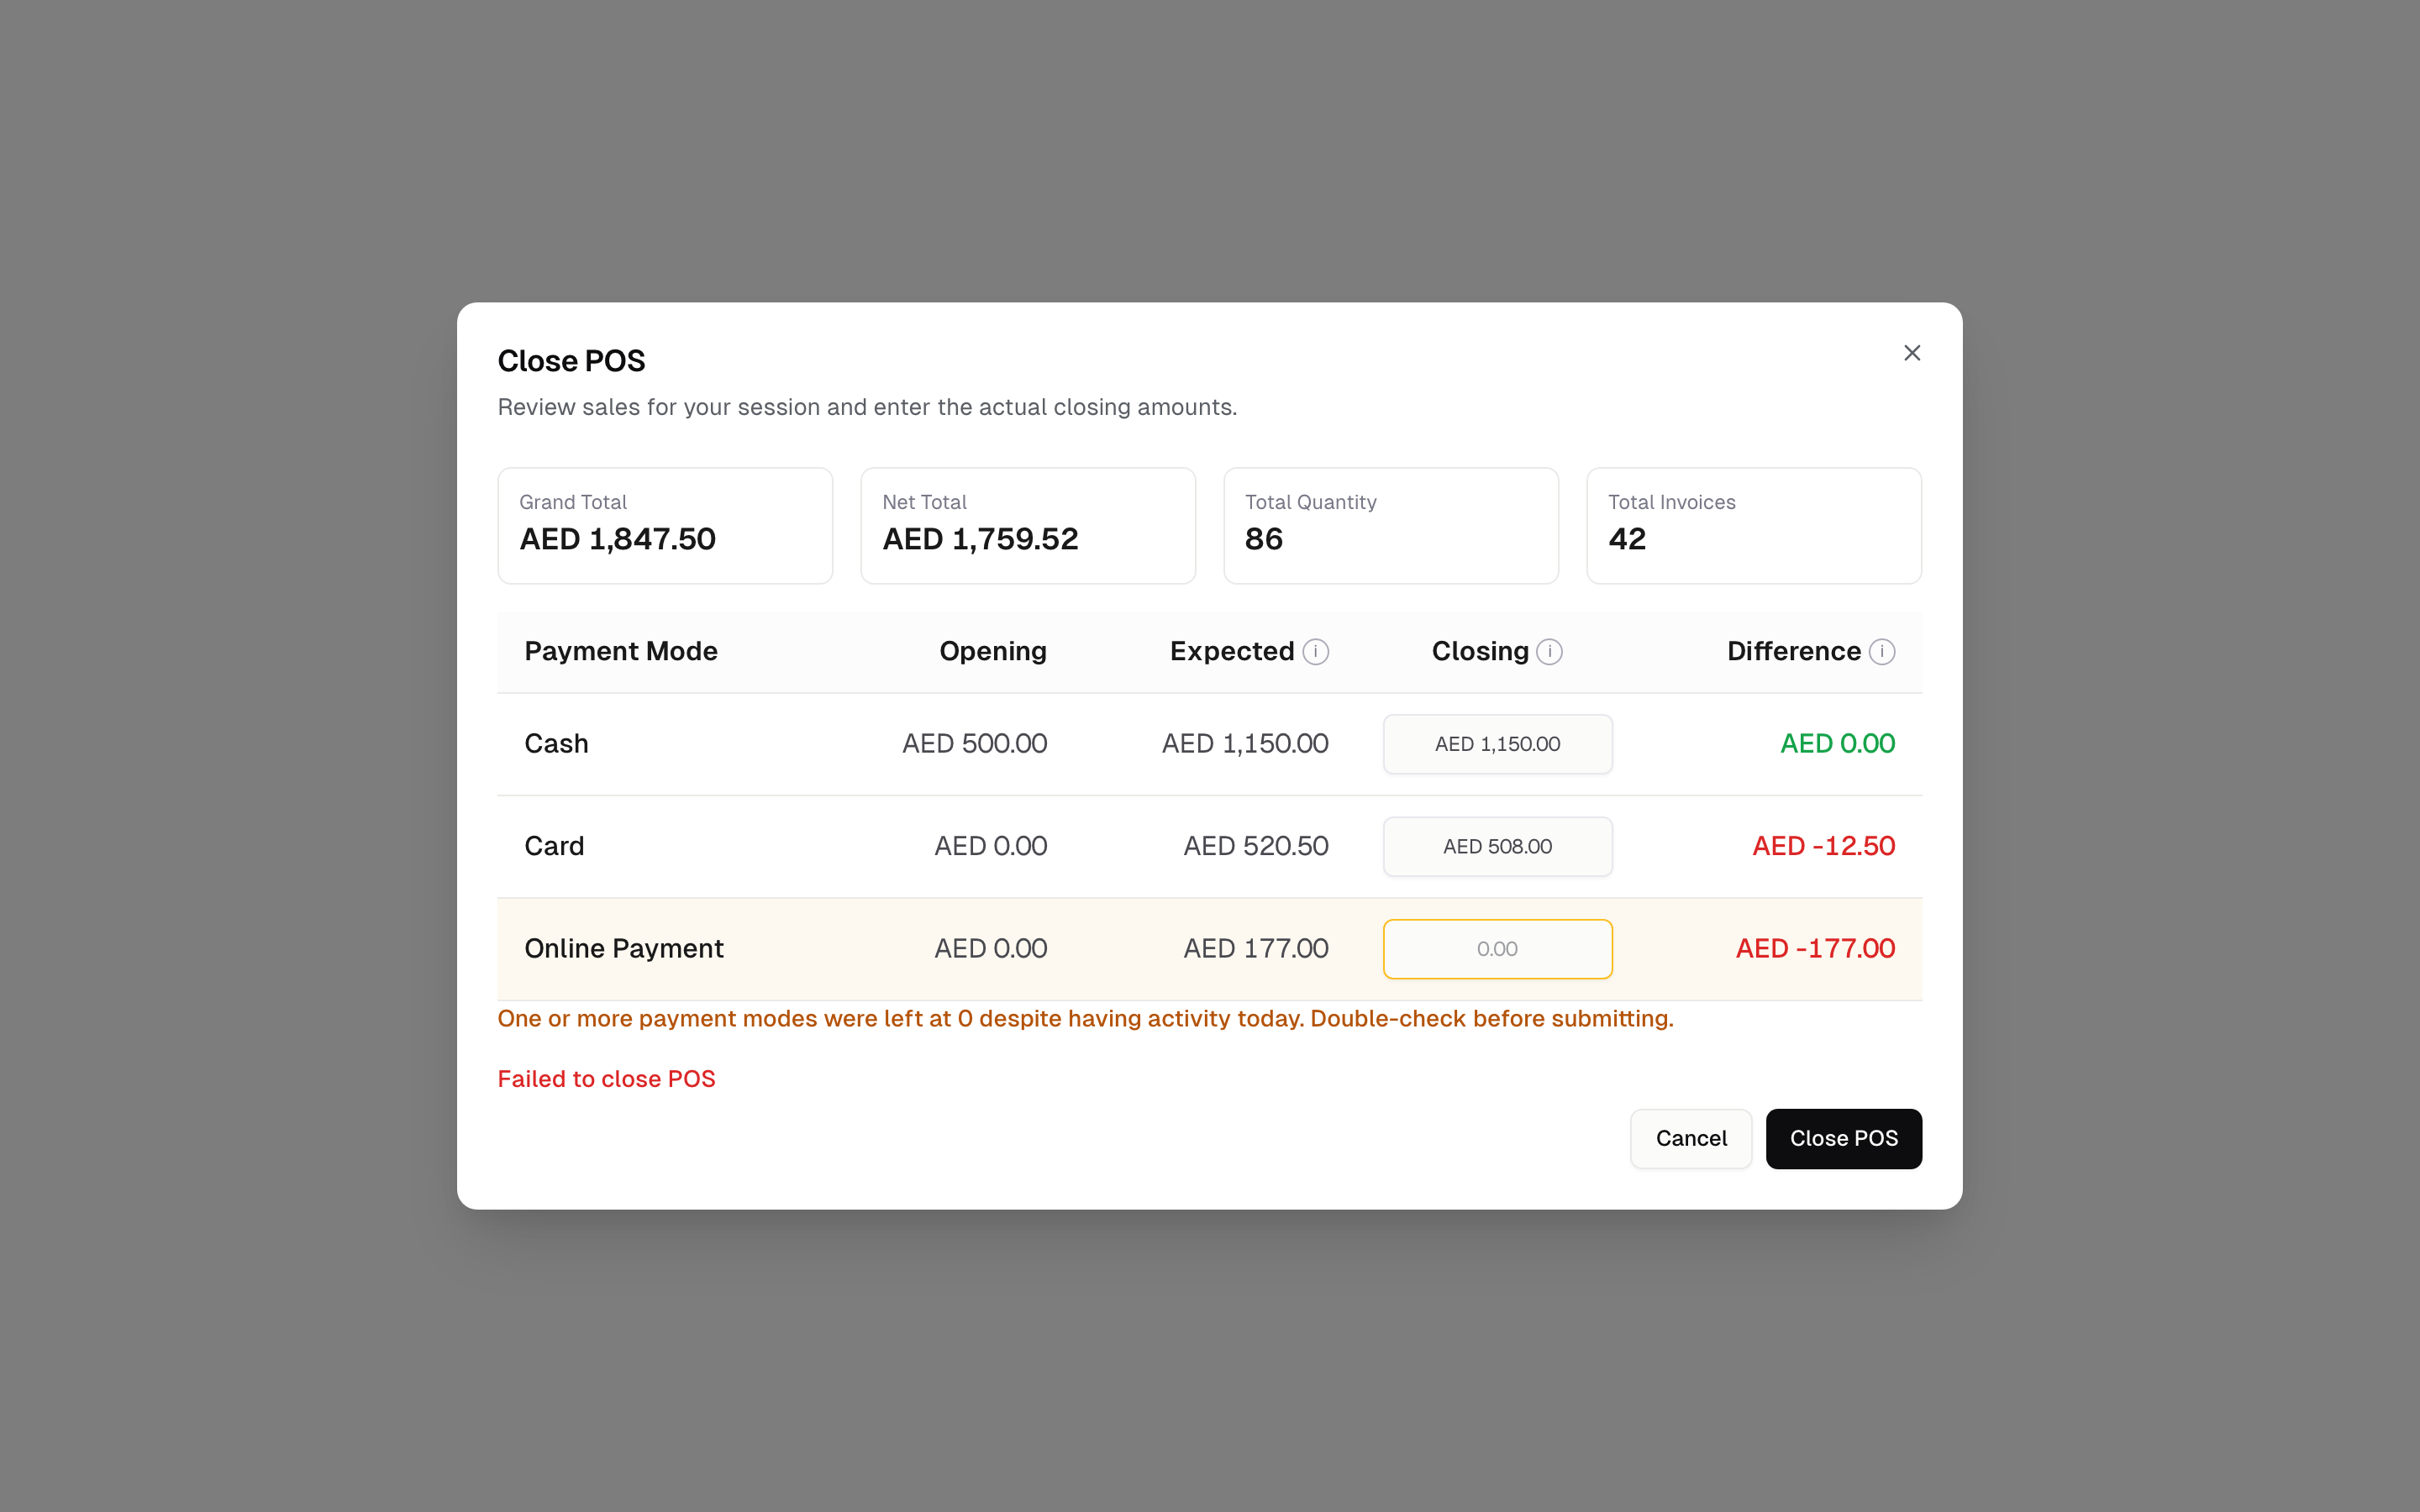 Close POS
Review sales for your session and enter the actual closing amounts.
Grand Total
AED 1,847.50
Net Total
AED 1,759.52
Total Quantity
86
Total Invoices
42
Payment Mode Opening Expected i Closing i Difference i
Cash AED 500.00 AED 1,150.00 AED 1,150.00 AED 0.00
Card AED 0.00 AED 520.50 AED 508.00 AED -12.50
Online Payment AED 0.00 AED 177.00 0.00 AED -177.00
One or more payment modes were left at 0 despite having activity today. Double-check before submitting.
Failed to close POS
Cancel Close POS